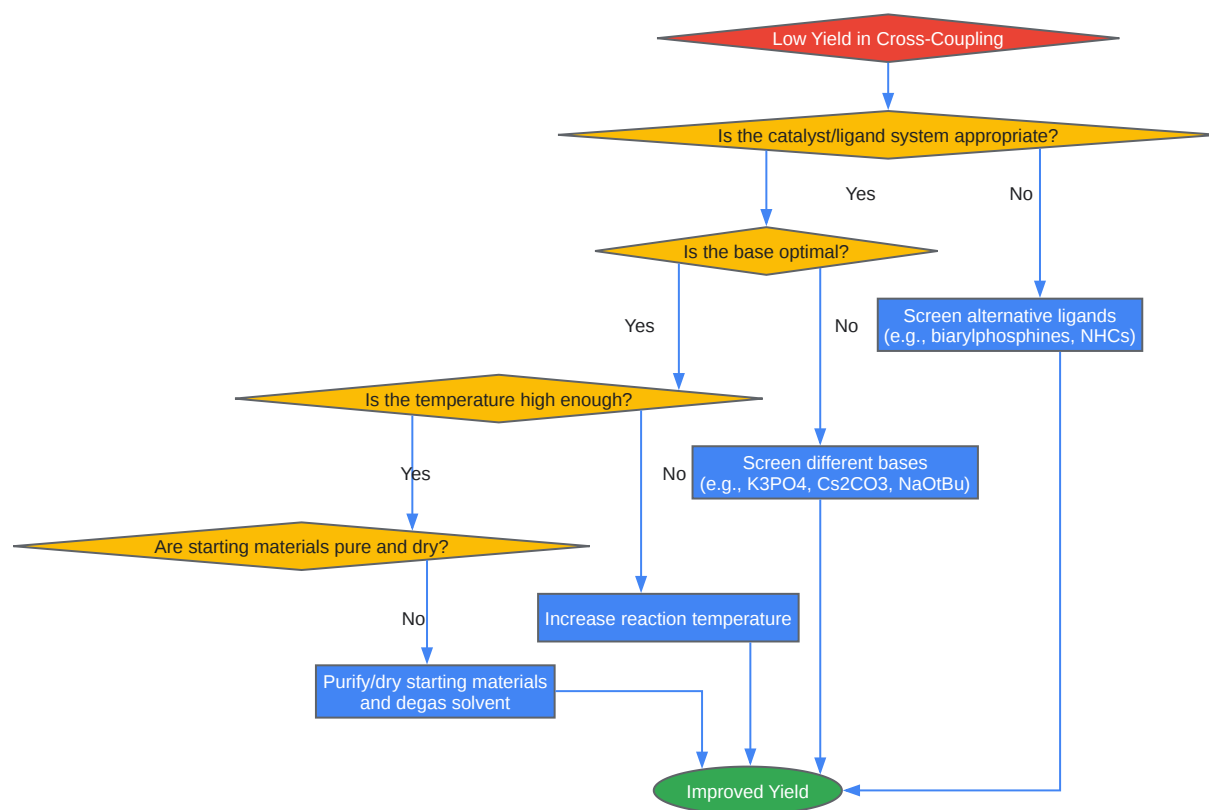 Low Yield in Cross-Coupling
Is the catalyst/ligand system appropriate?
Yes
No
Is the base optimal?
Screen alternative ligands
(e.g., biarylphosphines, NHCs)
Yes
No
Is the temperature high enough?
Screen different bases
(e.g., K3PO4, Cs2CO3, NaOtBu)
Yes
No
Are starting materials pure and dry?
Increase reaction temperature
No
Purify/dry starting materials
and degas solvent
Improved Yield